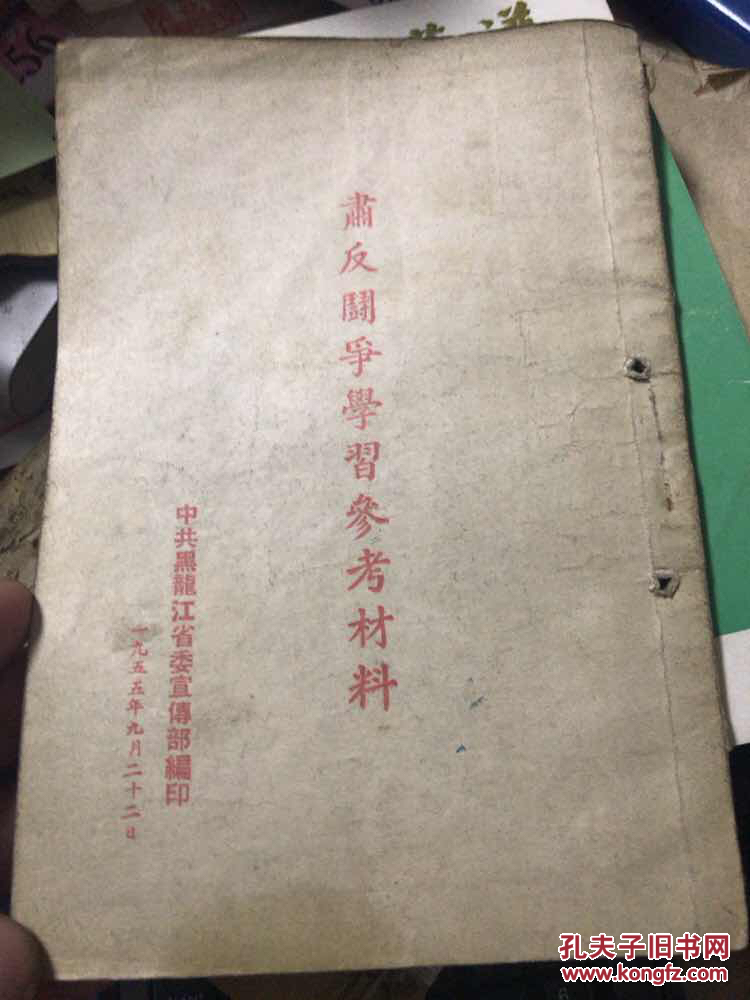 肅反鬭爭學習參考材料
中共黑龍江省委宣傳部編印
一九五五年九月二十二日
56
孔夫子旧书网
www.kongfz.com